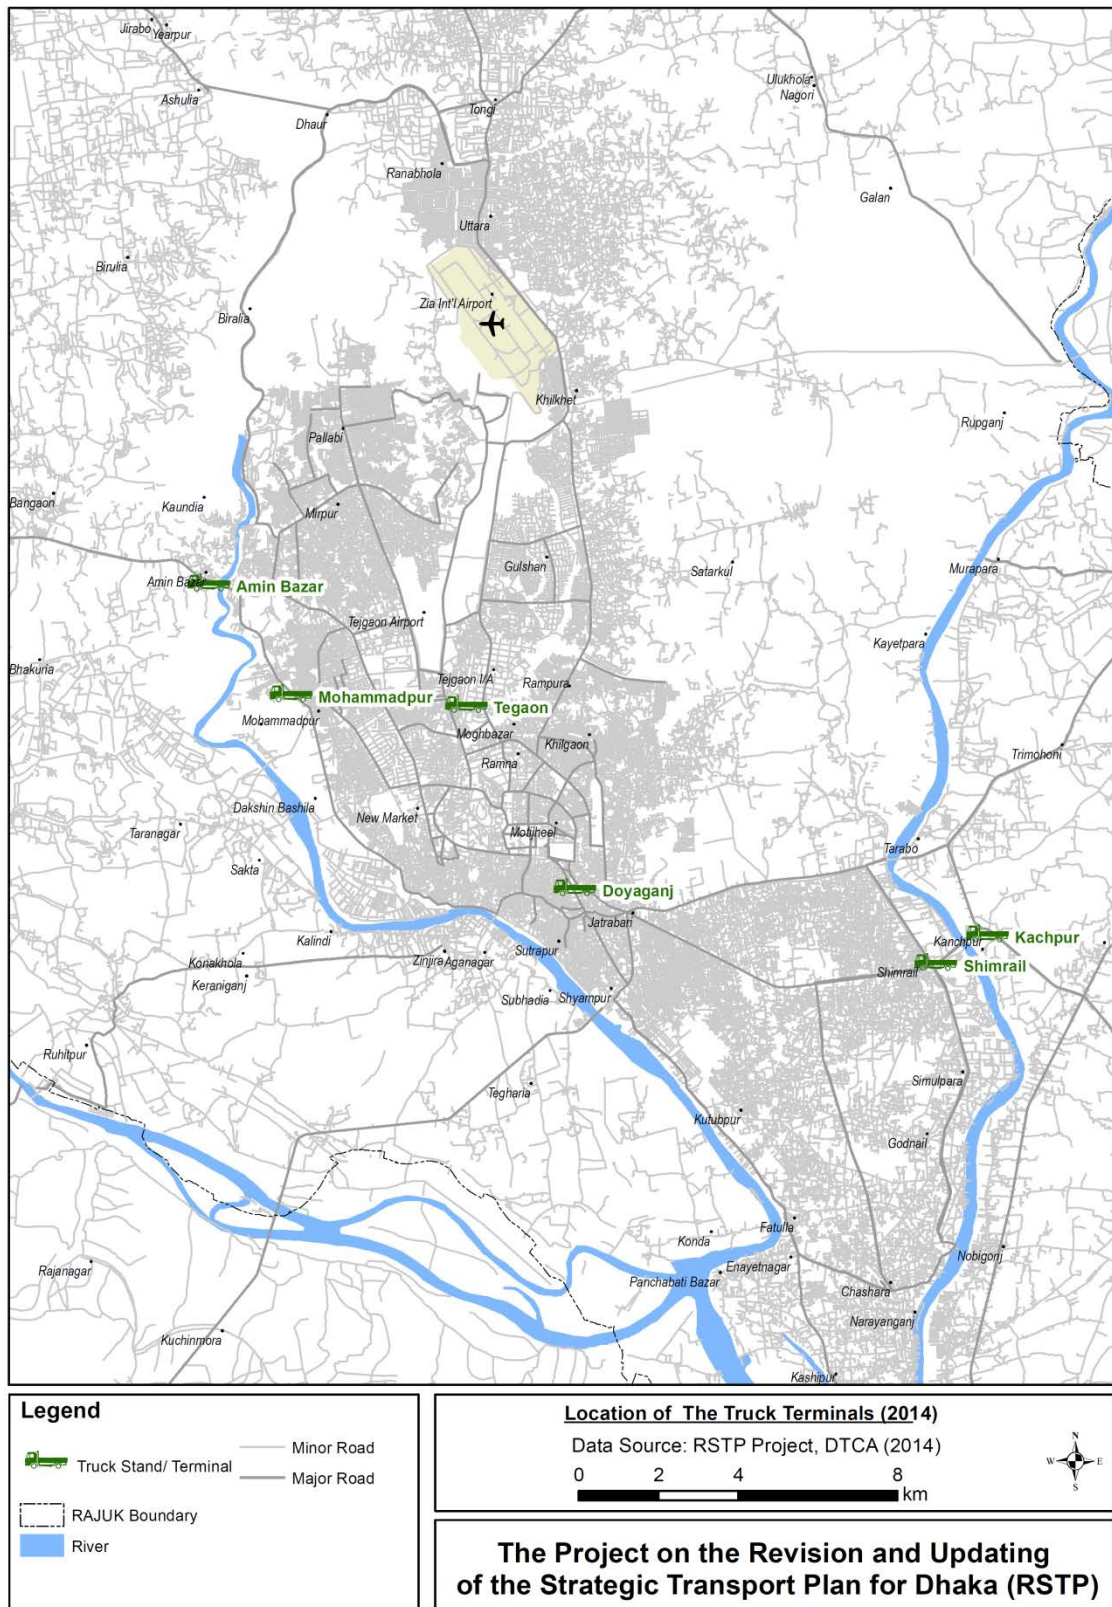 Jirabo
Yearpur
Ashulia
Dhaur
Tongi
Ulukhola
Nagori
Ranabhola
Galan
Uttara
Birulia
Zia Int'l Airport
Biralia
Khilkhet
Rupganj
Pallabi
Bangaon
Kaundia
Mirpur
Gulshan
Satarkul
Murapara
Amin Bazar
Amin Bazar
Tejgaon Airport
Kayetpara
Bhakuria
Tejgaon I/A
Rampura
Mohammadpur
Tegaon
Mohammadpur
Moghbazar
Khilgaon
Ramna
Trimohoni
Dakshin Bashila
New Market
Taranagar
Motijheel
Tarabo
Sakta
Doyaganj
Jatrabari
Kalindi
Kachpur
Kanchpur
Konakhola
Zinjira
Aganagar
Sutrapur
Shimrail
Shimrail
Keraniganj
Subhadia
Shyampur
Ruhitpur
Tegharia
Simulpara
Kutubpur
Godnail
Fatulla
Konda
Nobigonj
Rajanagar
Enayetnagar
Panchabati Bazar
Chashara
Narayanganj
Kuchinmora
Kashipur
Legend
Truck Stand/ Terminal
Minor Road
Major Road
RAJUK Boundary
River
Location of The Truck Terminals (2014)
Data Source: RSTP Project, DTCA (2014)
0 2 4 8
km
N
W E
S
The Project on the Revision and Updating
of the Strategic Transport Plan for Dhaka (RSTP)